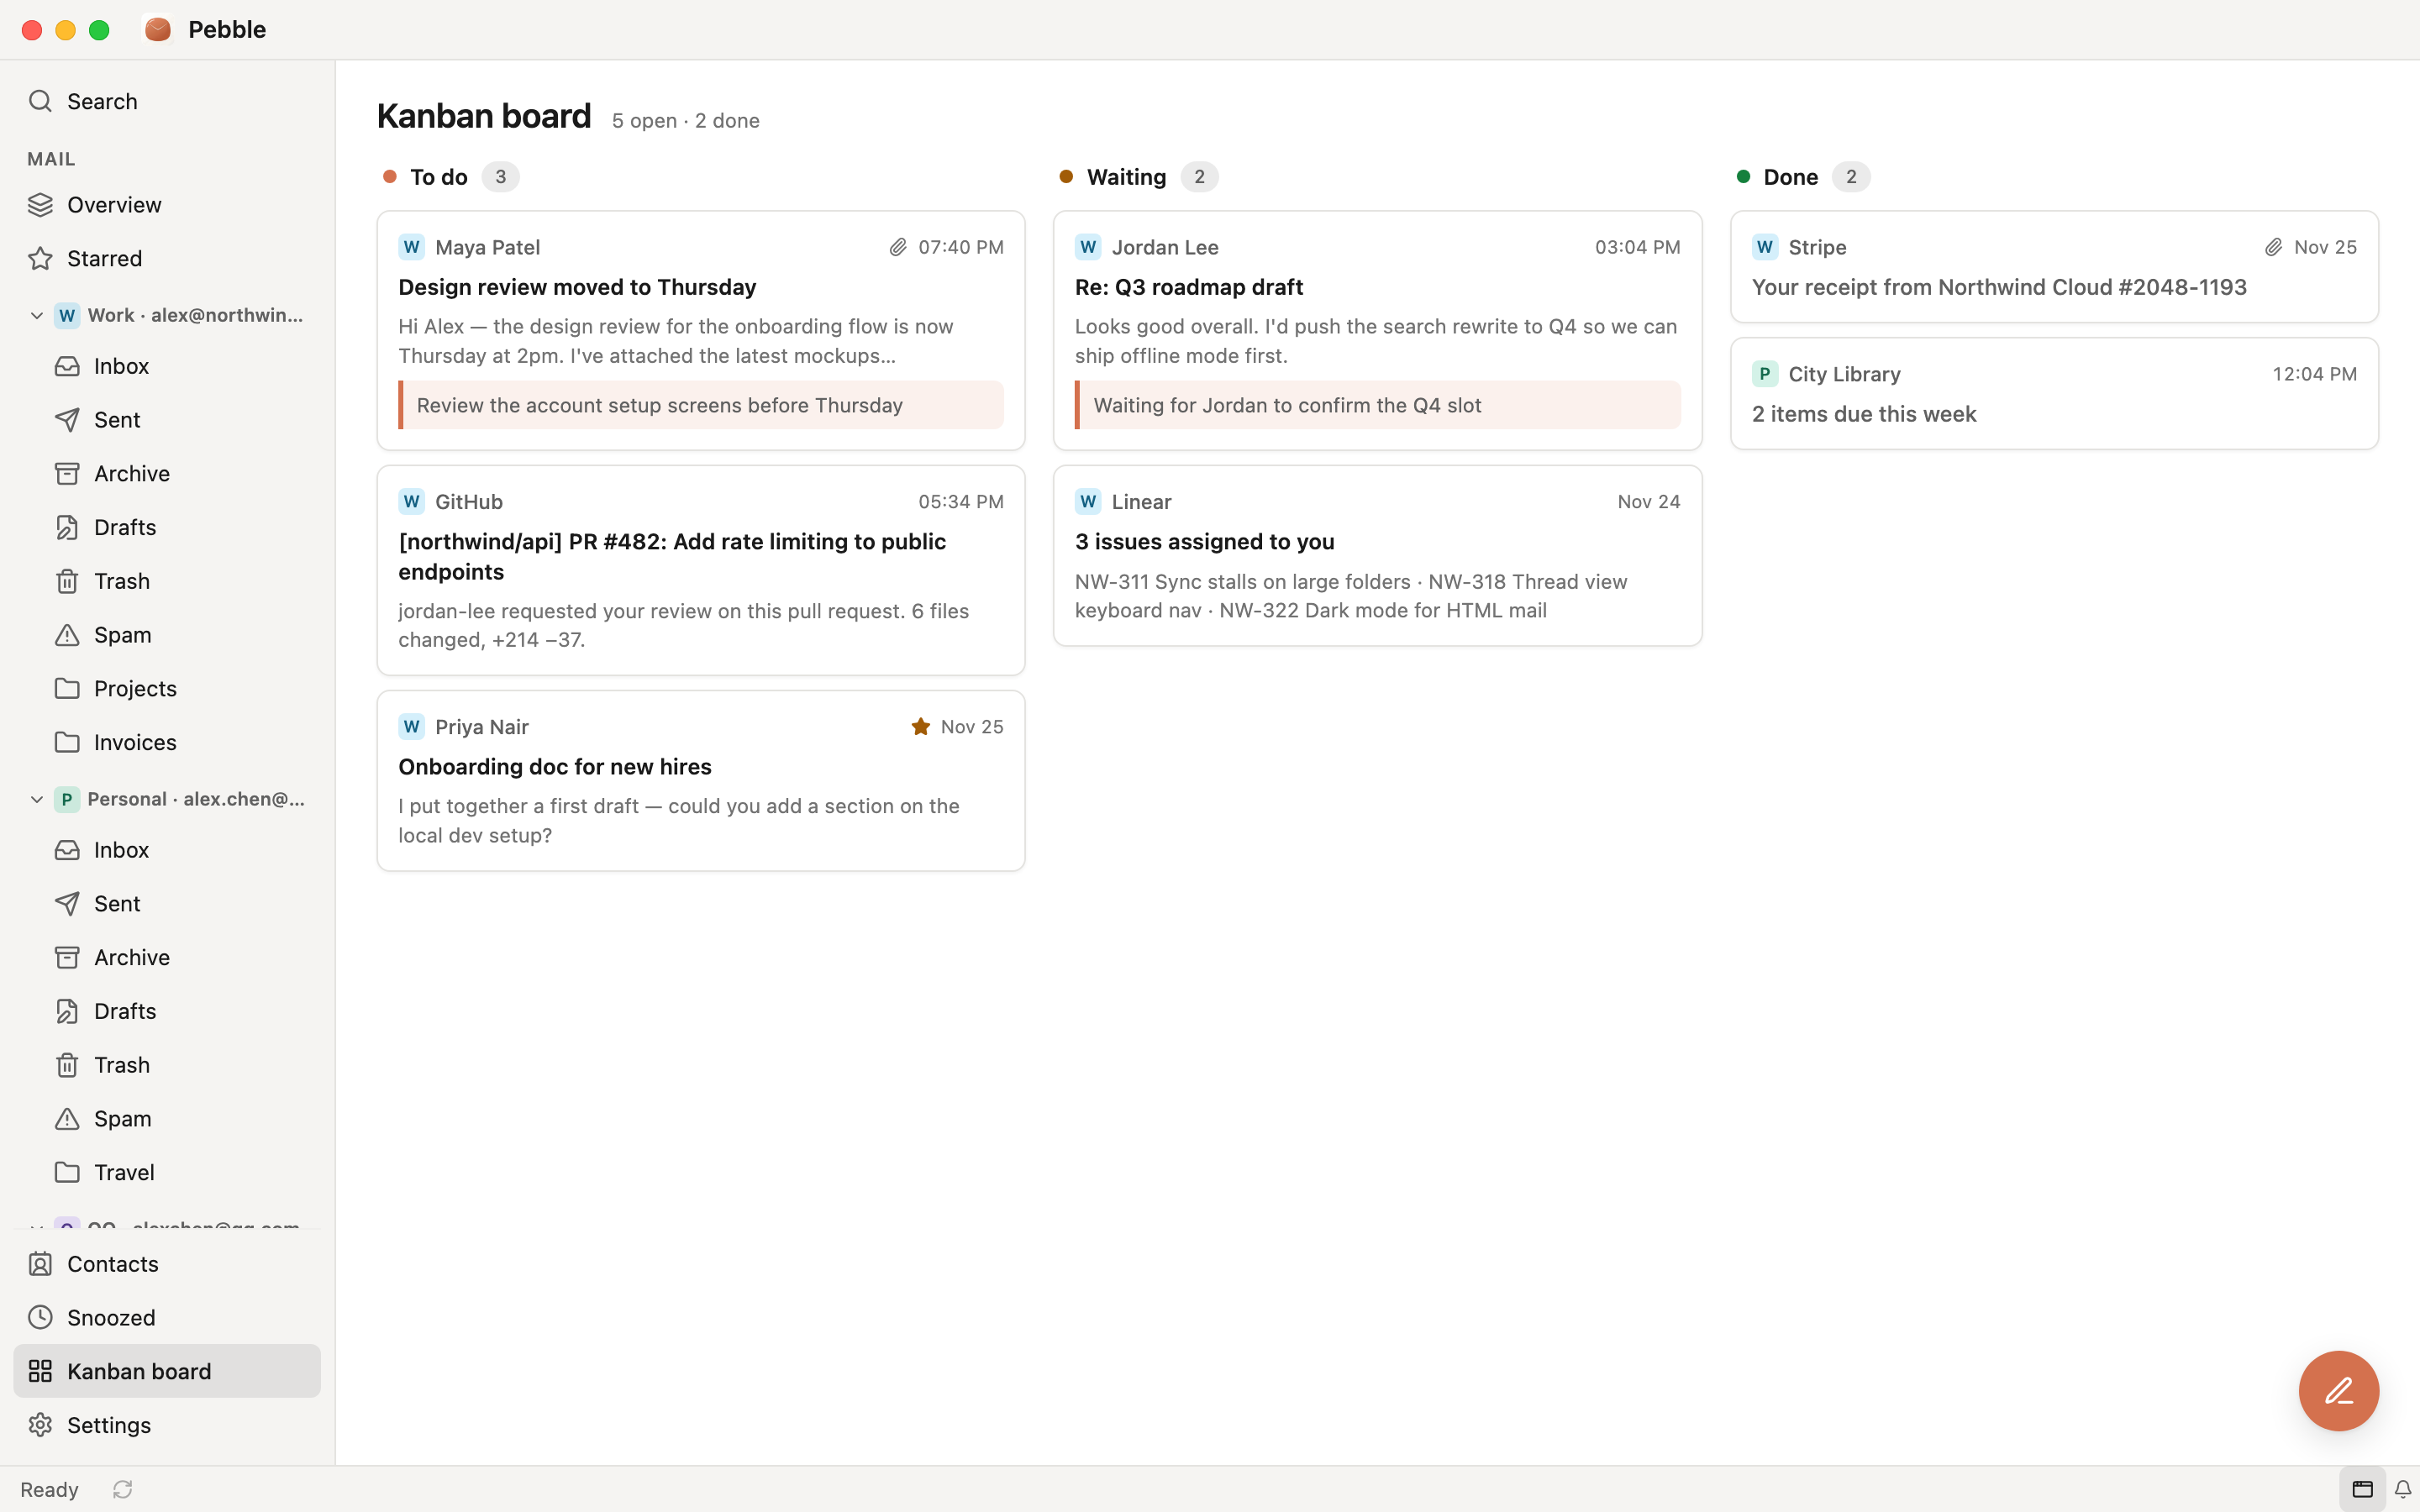 Pebble
Search
MAIL
Overview
Starred
W Work · alex@northwin...
Inbox
Sent
Archive
Drafts
Trash
Spam
Projects
Invoices
P Personal · alex.chen@...
Inbox
Sent
Archive
Drafts
Trash
Spam
Travel
QQ · alexchen@qq.com
Contacts
Snoozed
Kanban board
Settings
Ready
Kanban board 5 open · 2 done
To do 3
W Maya Patel 07:40 PM
Design review moved to Thursday
Hi Alex — the design review for the onboarding flow is now
Thursday at 2pm. I've attached the latest mockups...
Review the account setup screens before Thursday
W GitHub 05:34 PM
[northwind/api] PR #482: Add rate limiting to public
endpoints
jordan-lee requested your review on this pull request. 6 files
changed, +214 −37.
W Priya Nair Nov 25
Onboarding doc for new hires
I put together a first draft — could you add a section on the
local dev setup?
Waiting 2
W Jordan Lee 03:04 PM
Re: Q3 roadmap draft
Looks good overall. I'd push the search rewrite to Q4 so we can
ship offline mode first.
Waiting for Jordan to confirm the Q4 slot
W Linear Nov 24
3 issues assigned to you
NW-311 Sync stalls on large folders · NW-318 Thread view
keyboard nav · NW-322 Dark mode for HTML mail
Done 2
W Stripe Nov 25
Your receipt from Northwind Cloud #2048-1193
P City Library 12:04 PM
2 items due this week